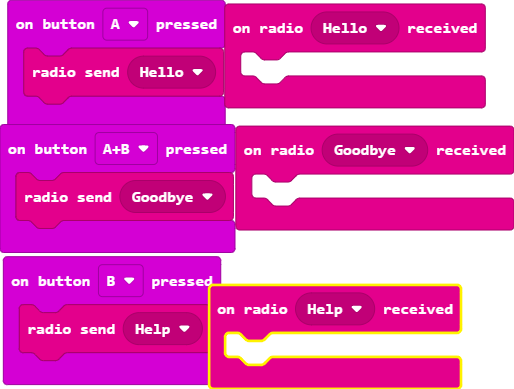 on button A pressed
radio send Hello
on radio Hello received
on button A+B pressed
radio send Goodbye
on radio Goodbye received
on button B pressed
radio send Help
on radio Help received